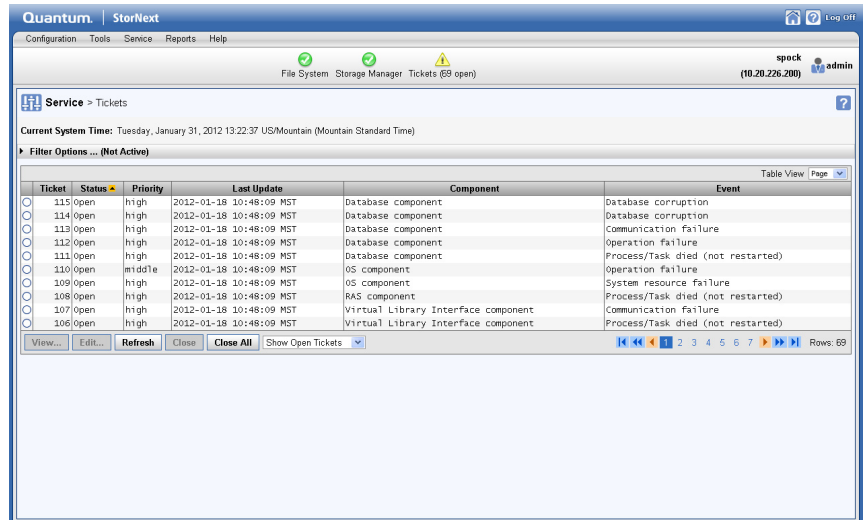 Quantum. StorNext Log Off
Configuration Tools Service Reports Help
File System Storage Manager Tickets (69 open)
spock
(10.20.226.200)
admin
Service > Tickets
Current System Time: Tuesday, January 31, 2012 13:22:37 US/Mountain (Mountain Standard Time)
Filter Options ... (Not Active)
Table View Page
Ticket Status Priority Last Update Component Event
115 Open high 2012-01-18 10:48:09 MST Database component Database corruption
114 Open high 2012-01-18 10:48:09 MST Database component Database corruption
113 Open high 2012-01-18 10:48:09 MST Database component Communication failure
112 Open high 2012-01-18 10:48:09 MST Database component Operation failure
111 Open high 2012-01-18 10:48:09 MST Database component Process/Task died (not restarted)
110 Open middle 2012-01-18 10:48:09 MST OS component Operation failure
109 Open high 2012-01-18 10:48:09 MST OS component System resource failure
108 Open high 2012-01-18 10:48:09 MST RAS component Process/Task died (not restarted)
107 Open high 2012-01-18 10:48:09 MST Virtual Library Interface component Communication failure
106 Open high 2012-01-18 10:48:09 MST Virtual Library Interface component Process/Task died (not restarted)
View... Edit... Refresh Close Close All Show Open Tickets 1 2 3 4 5 6 7 Rows: 69